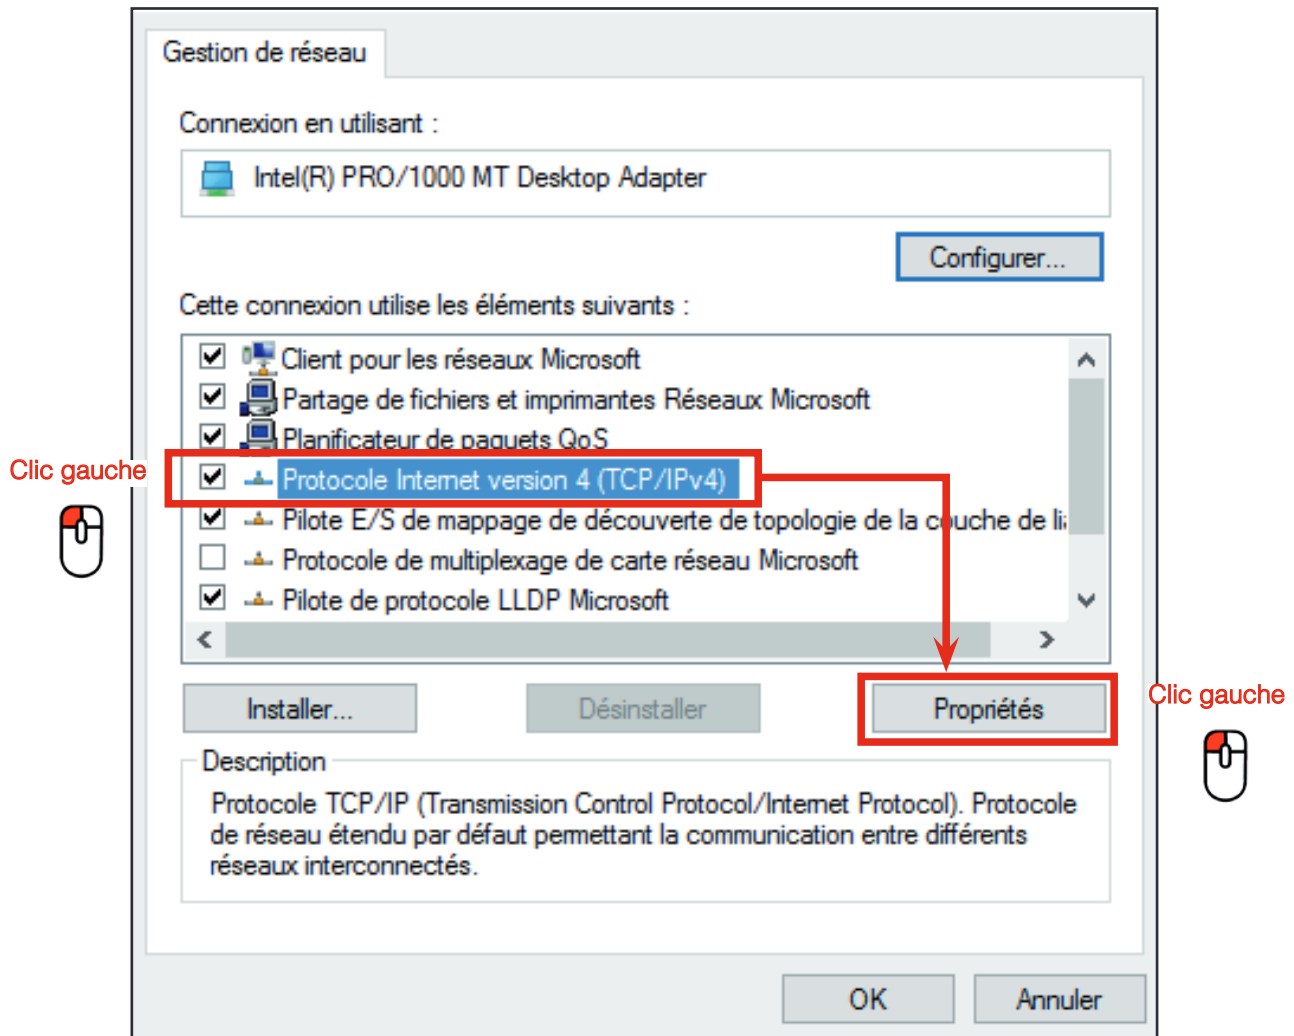 Gestion de réseau
Connexion en utilisant :
Intel(R) PRO/1000 MT Desktop Adapter
Configurer...
Cette connexion utilise les éléments suivants :
Client pour les réseaux Microsoft
Partage de fichiers et imprimantes Réseaux Microsoft
Planificateur de paquets QoS
Clic gauche
Protocole Internet version 4 (TCP/IPv4)
Pilote E/S de mappage de découverte de topologie de la couche de
Protocole de multiplexage de carte réseau Microsoft
Pilote de protocole LLDP Microsoft
Installer...
Désinstaller
Propriétés
Clic gauche
Description
Protocole TCP/IP (Transmission Control Protocol/Internet Protocol). Protocole
de réseau étendu par défaut permettant la communication entre différents
réseaux interconnectés.
OK
Annuler